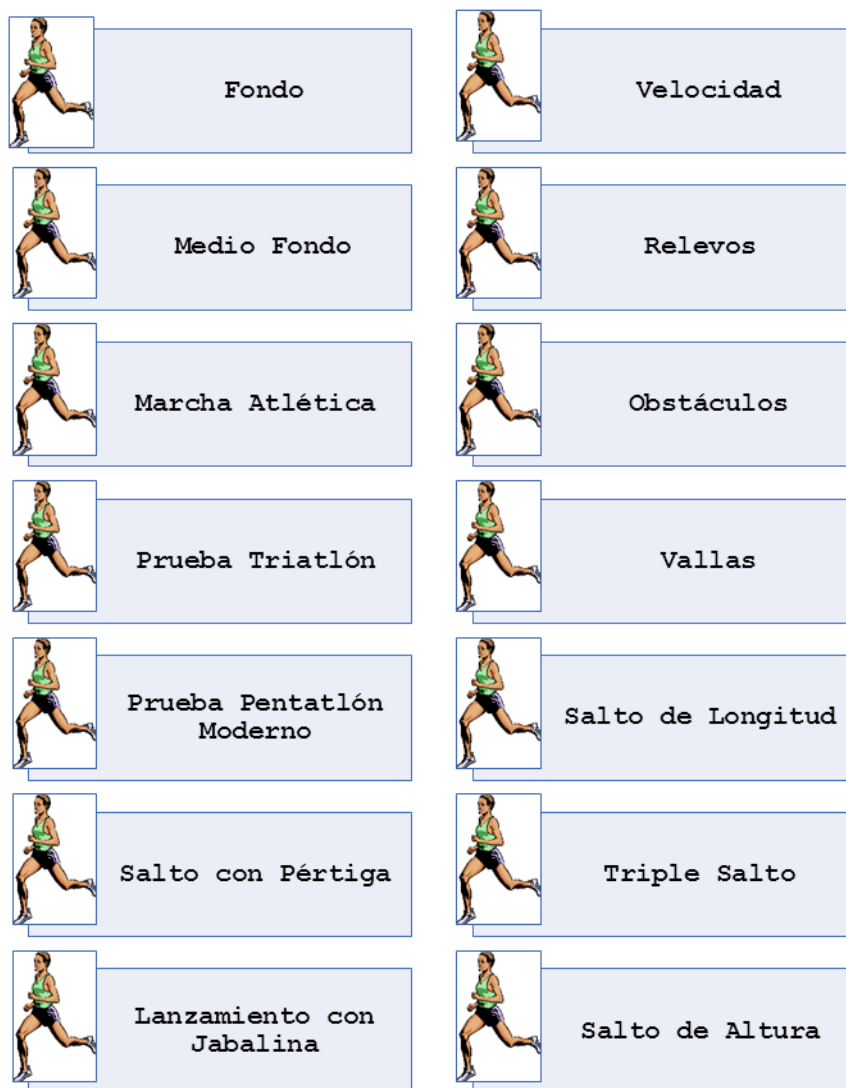 Fondo
Velocidad
Medio Fondo
Relevos
Marcha Atlética
Obstáculos
Prueba Triatlón
Vallas
Prueba Pentatlón
Moderno
Salto de Longitud
Salto con Pértiga
Triple Salto
Lanzamiento con
Jabalina
Salto de Altura